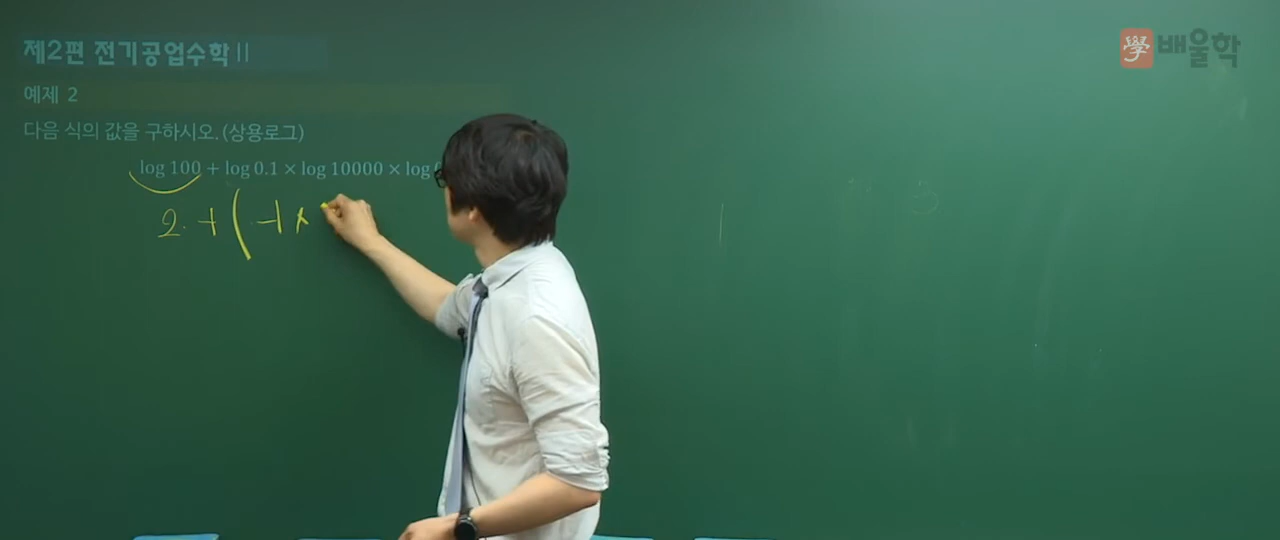 제2편 전기공업수학 II
學 배울학
예제 2
다음 식의 값을 구하시오. (상용로그)
log 100 + log 0.1 × log 10000 × log
2 + ( -1 ×